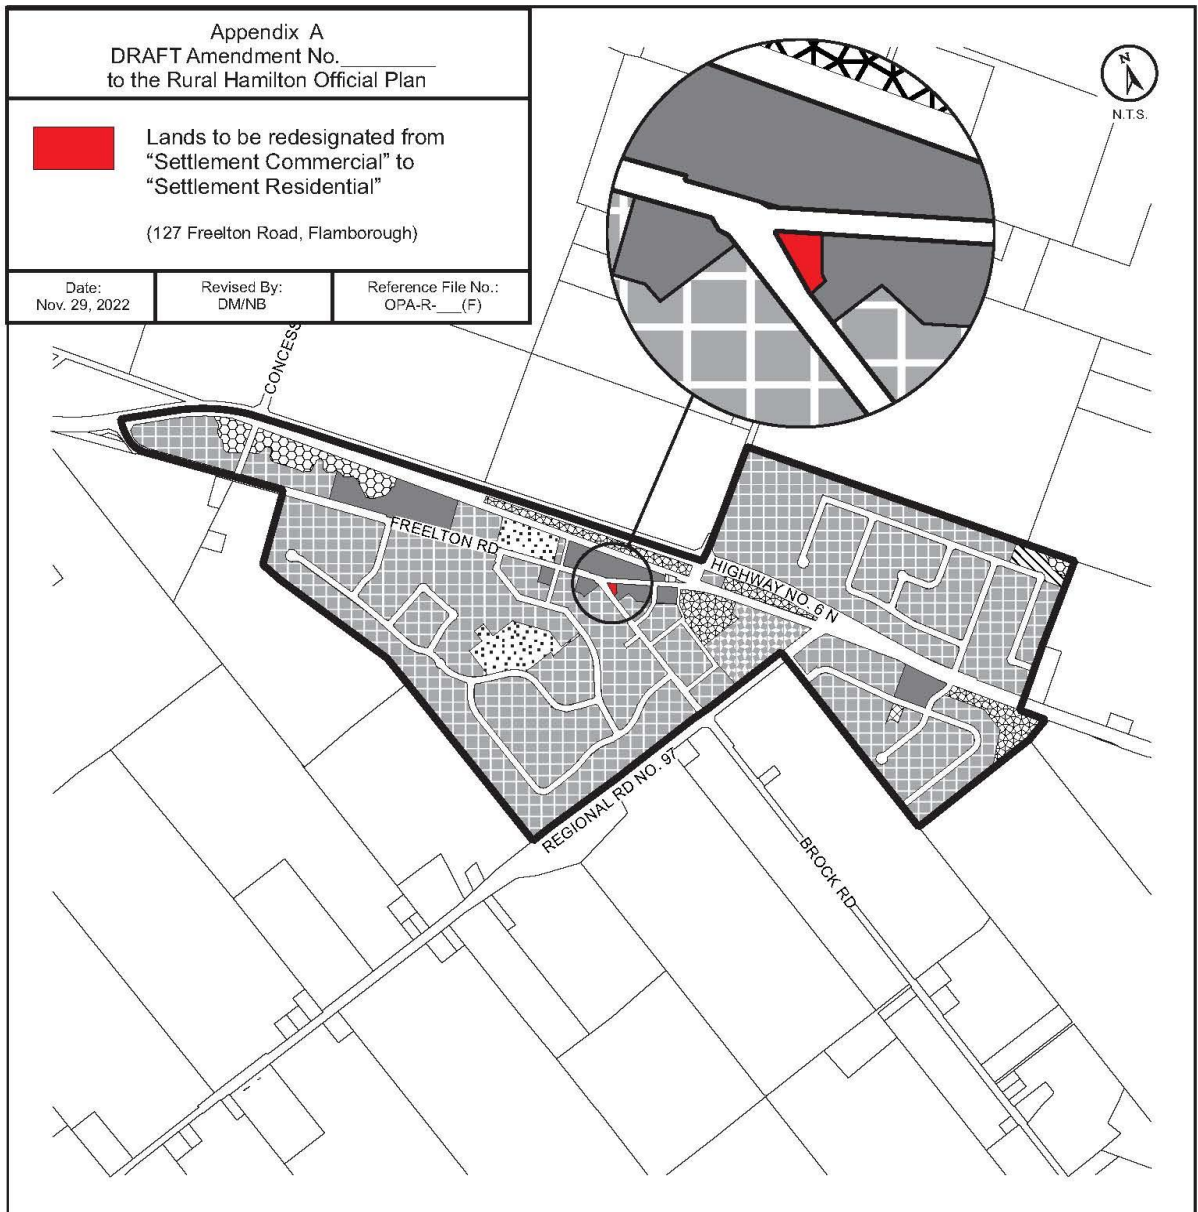 Appendix A
DRAFT Amendment No.________
to the Rural Hamilton Official Plan
Lands to be redesignated from
“Settlement Commercial” to
“Settlement Residential”
(127 Freelton Road, Flamborough)
Date:
Nov. 29, 2022
Revised By:
DM/NB
Reference File No.:
OPA-R-___(F)
N
N.T.S.
CONCESS
FREELTON RD
HIGHWAY NO. 6 N
REGIONAL RD NO. 97
BROCK RD